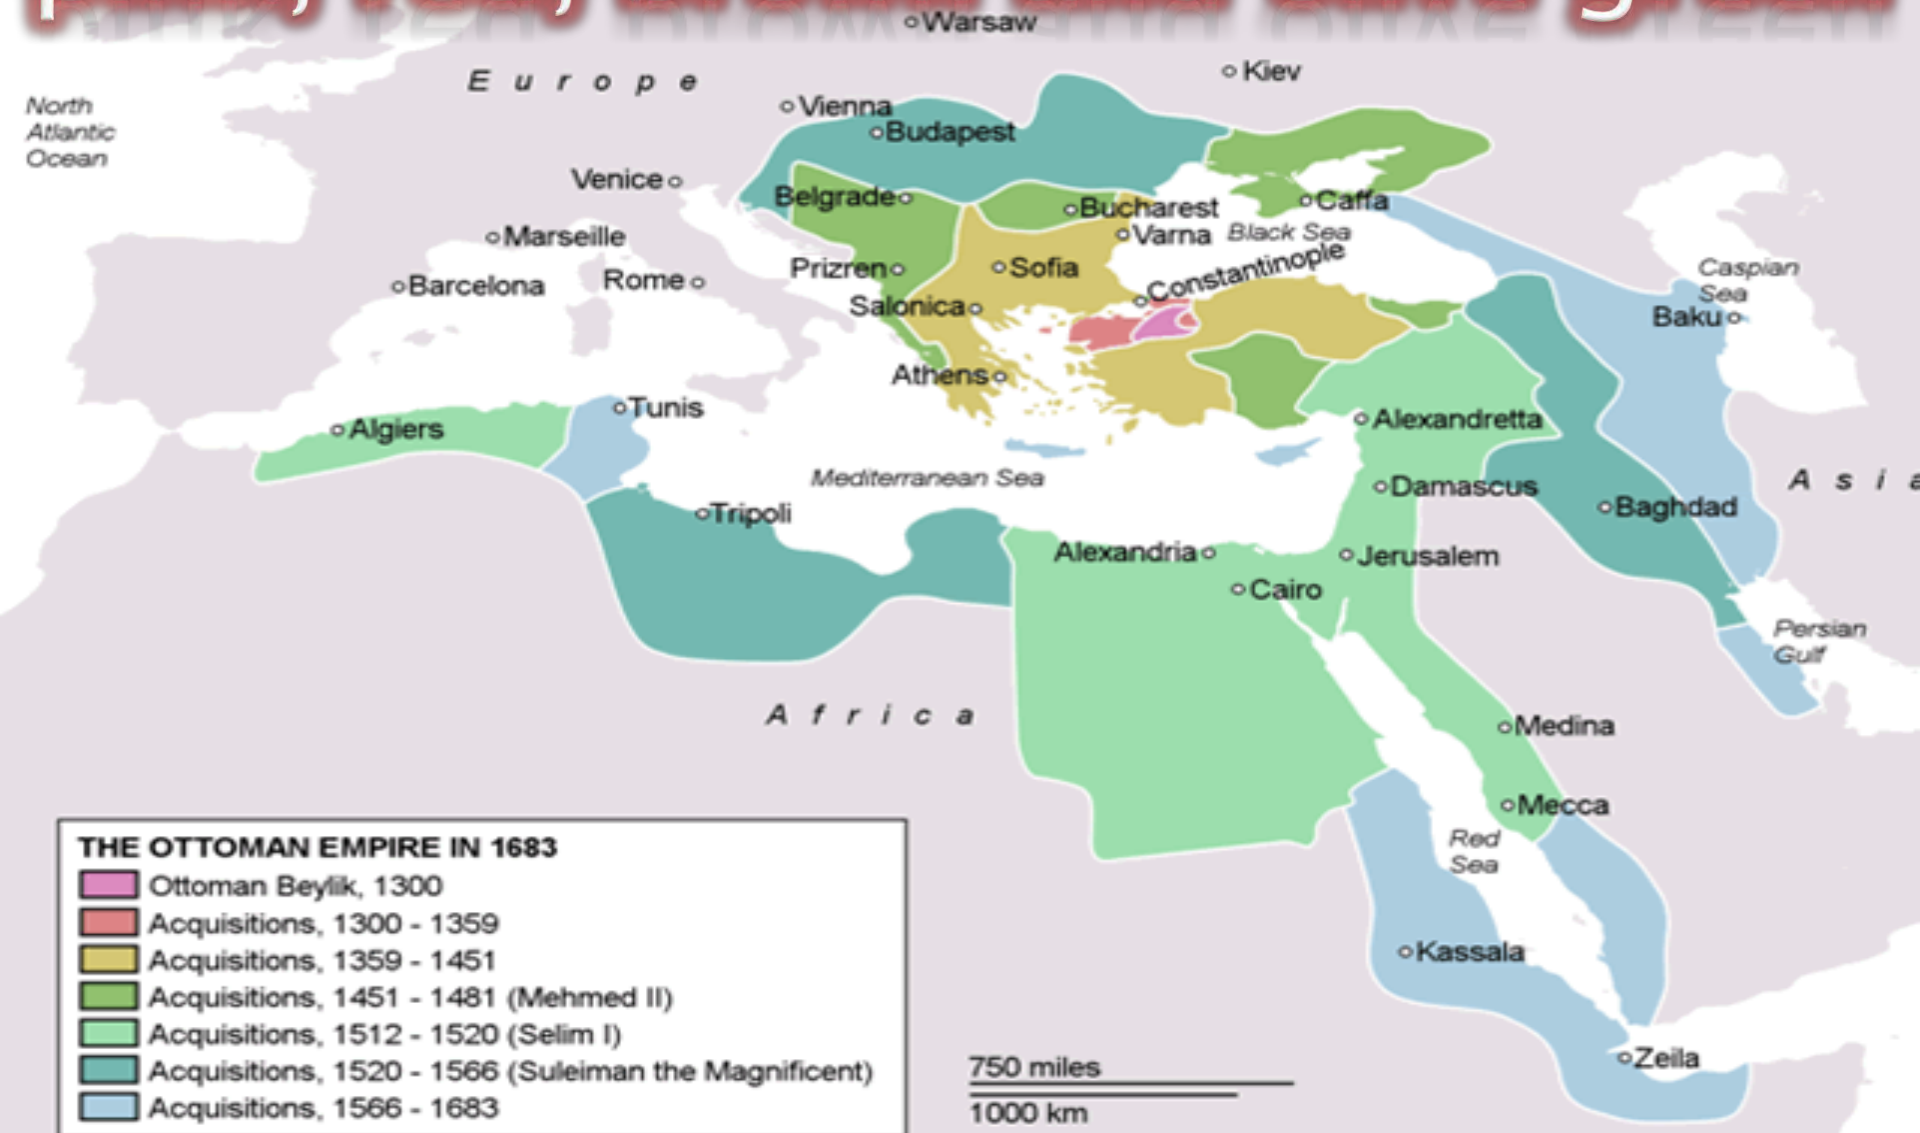 Warsaw
Kiev
E u r o p e
North
Atlantic
Ocean
Vienna
Budapest
Venice
Belgrade
Bucharest
Caffa
Marseille
Varna
Black Sea
Prizren
Sofia
Constantinople
Caspian
Sea
Barcelona
Rome
Salonica
Baku
Athens
Tunis
Algiers
Alexandretta
Mediterranean Sea
Damascus
A s i a
Tripoli
Baghdad
Alexandria
Jerusalem
Cairo
Persian
Gulf
A f r i c a
Medina
Mecca
Red
Sea
Kassala
Zeila
THE OTTOMAN EMPIRE IN 1683
Ottoman Beylik, 1300
Acquisitions, 1300 - 1359
Acquisitions, 1359 - 1451
Acquisitions, 1451 - 1481 (Mehmed II)
Acquisitions, 1512 - 1520 (Selim I)
Acquisitions, 1520 - 1566 (Suleiman the Magnificent)
Acquisitions, 1566 - 1683
750 miles
1000 km